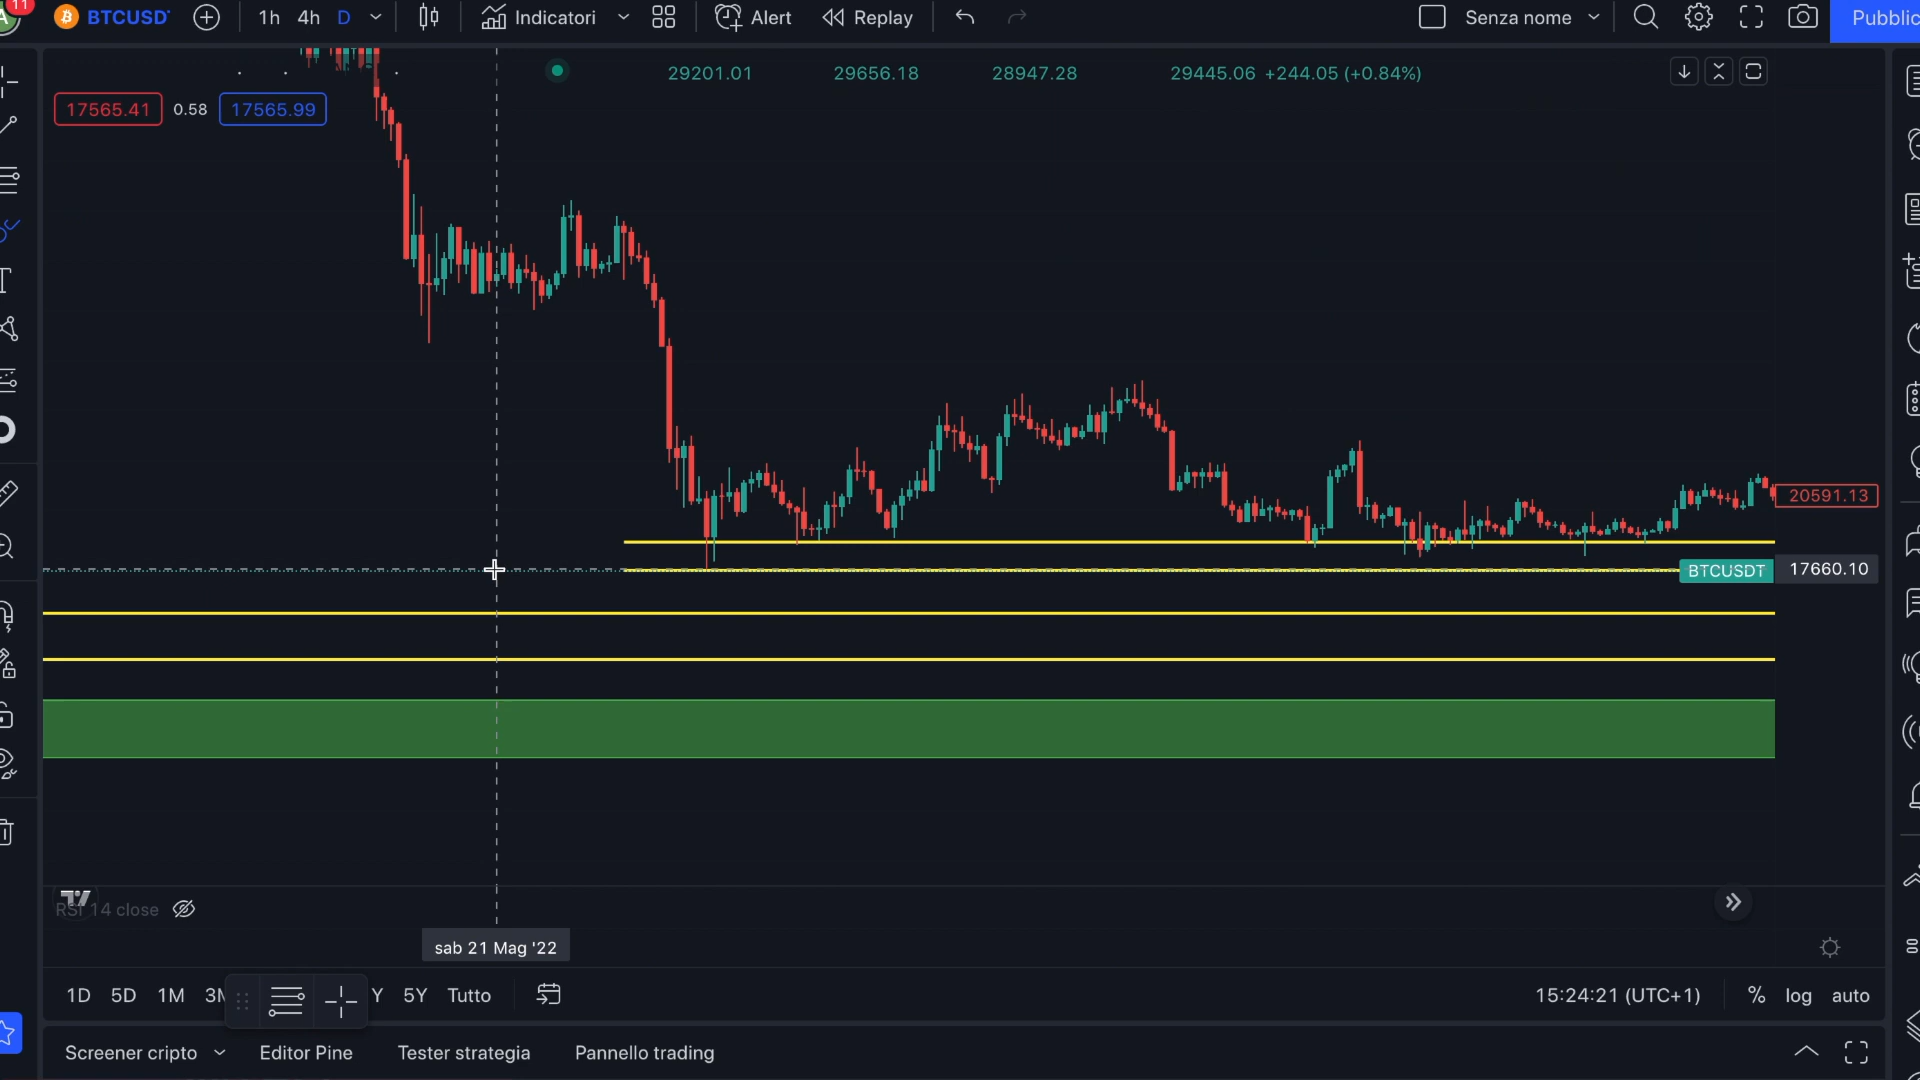 11
BTCUSD
1h 4h D Indicatori Alert Replay Senza nome
29201.01 29656.18 28947.28 29445.06 +244.05 (+0.84%)
17565.41 0.58 17565.99
20591.13
BTCUSDT 17660.10
RSI 14 close
sab 21 Mag '22
1D 5D 1M 3M Y 5Y Tutto 15:24:21 (UTC+1) % log auto
Screener cripto Editor Pine Tester strategia Pannello trading